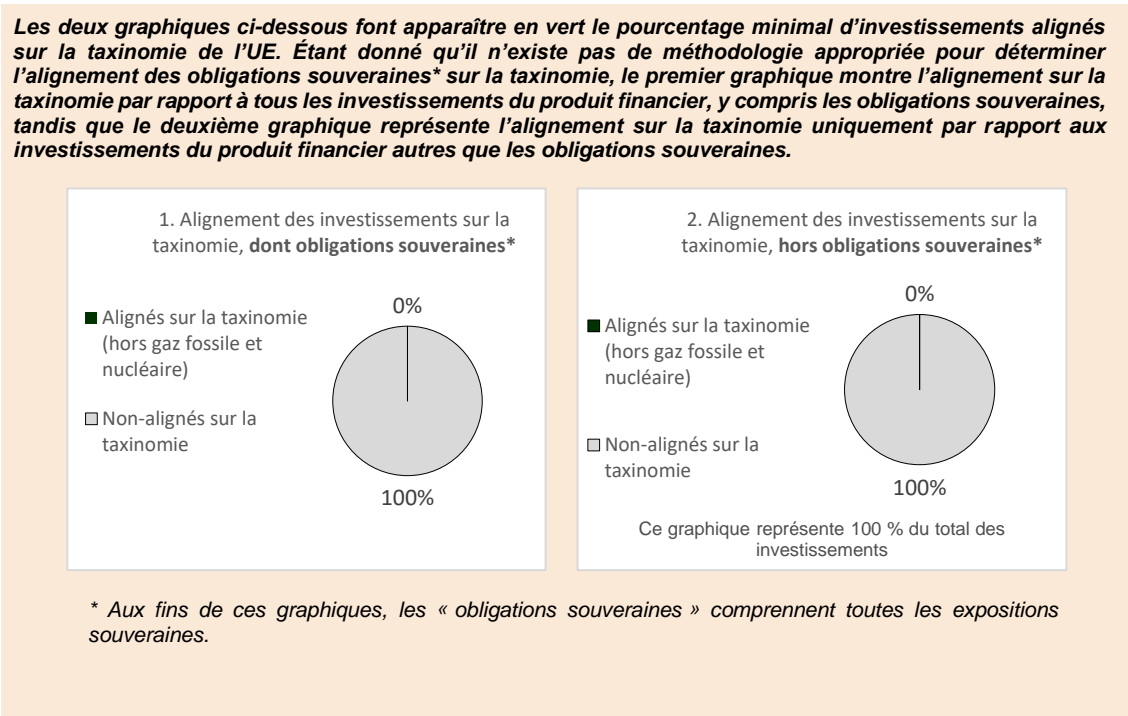 Les deux graphiques ci-dessous font apparaître en vert le pourcentage minimal d’investissements alignés
sur la taxinomie de l’UE. Étant donné qu’il n’existe pas de méthodologie appropriée pour déterminer
l’alignement des obligations souveraines* sur la taxinomie, le premier graphique montre l’alignement sur la
taxinomie par rapport à tous les investissements du produit financier, y compris les obligations souveraines,
tandis que le deuxième graphique représente l’alignement sur la taxinomie uniquement par rapport aux
investissements du produit financier autres que les obligations souveraines.
1. Alignement des investissements sur la
taxinomie, dont obligations souveraines*
0%
Alignés sur la taxinomie
(hors gaz fossile et
nucléaire)
Non-alignés sur la
taxinomie
100%
2. Alignement des investissements sur la
taxinomie, hors obligations souveraines*
0%
Alignés sur la taxinomie
(hors gaz fossile et
nucléaire)
Non-alignés sur la
taxinomie
100%
Ce graphique représente 100 % du total des
investissements
* Aux fins de ces graphiques, les « obligations souveraines » comprennent toutes les expositions
souveraines.